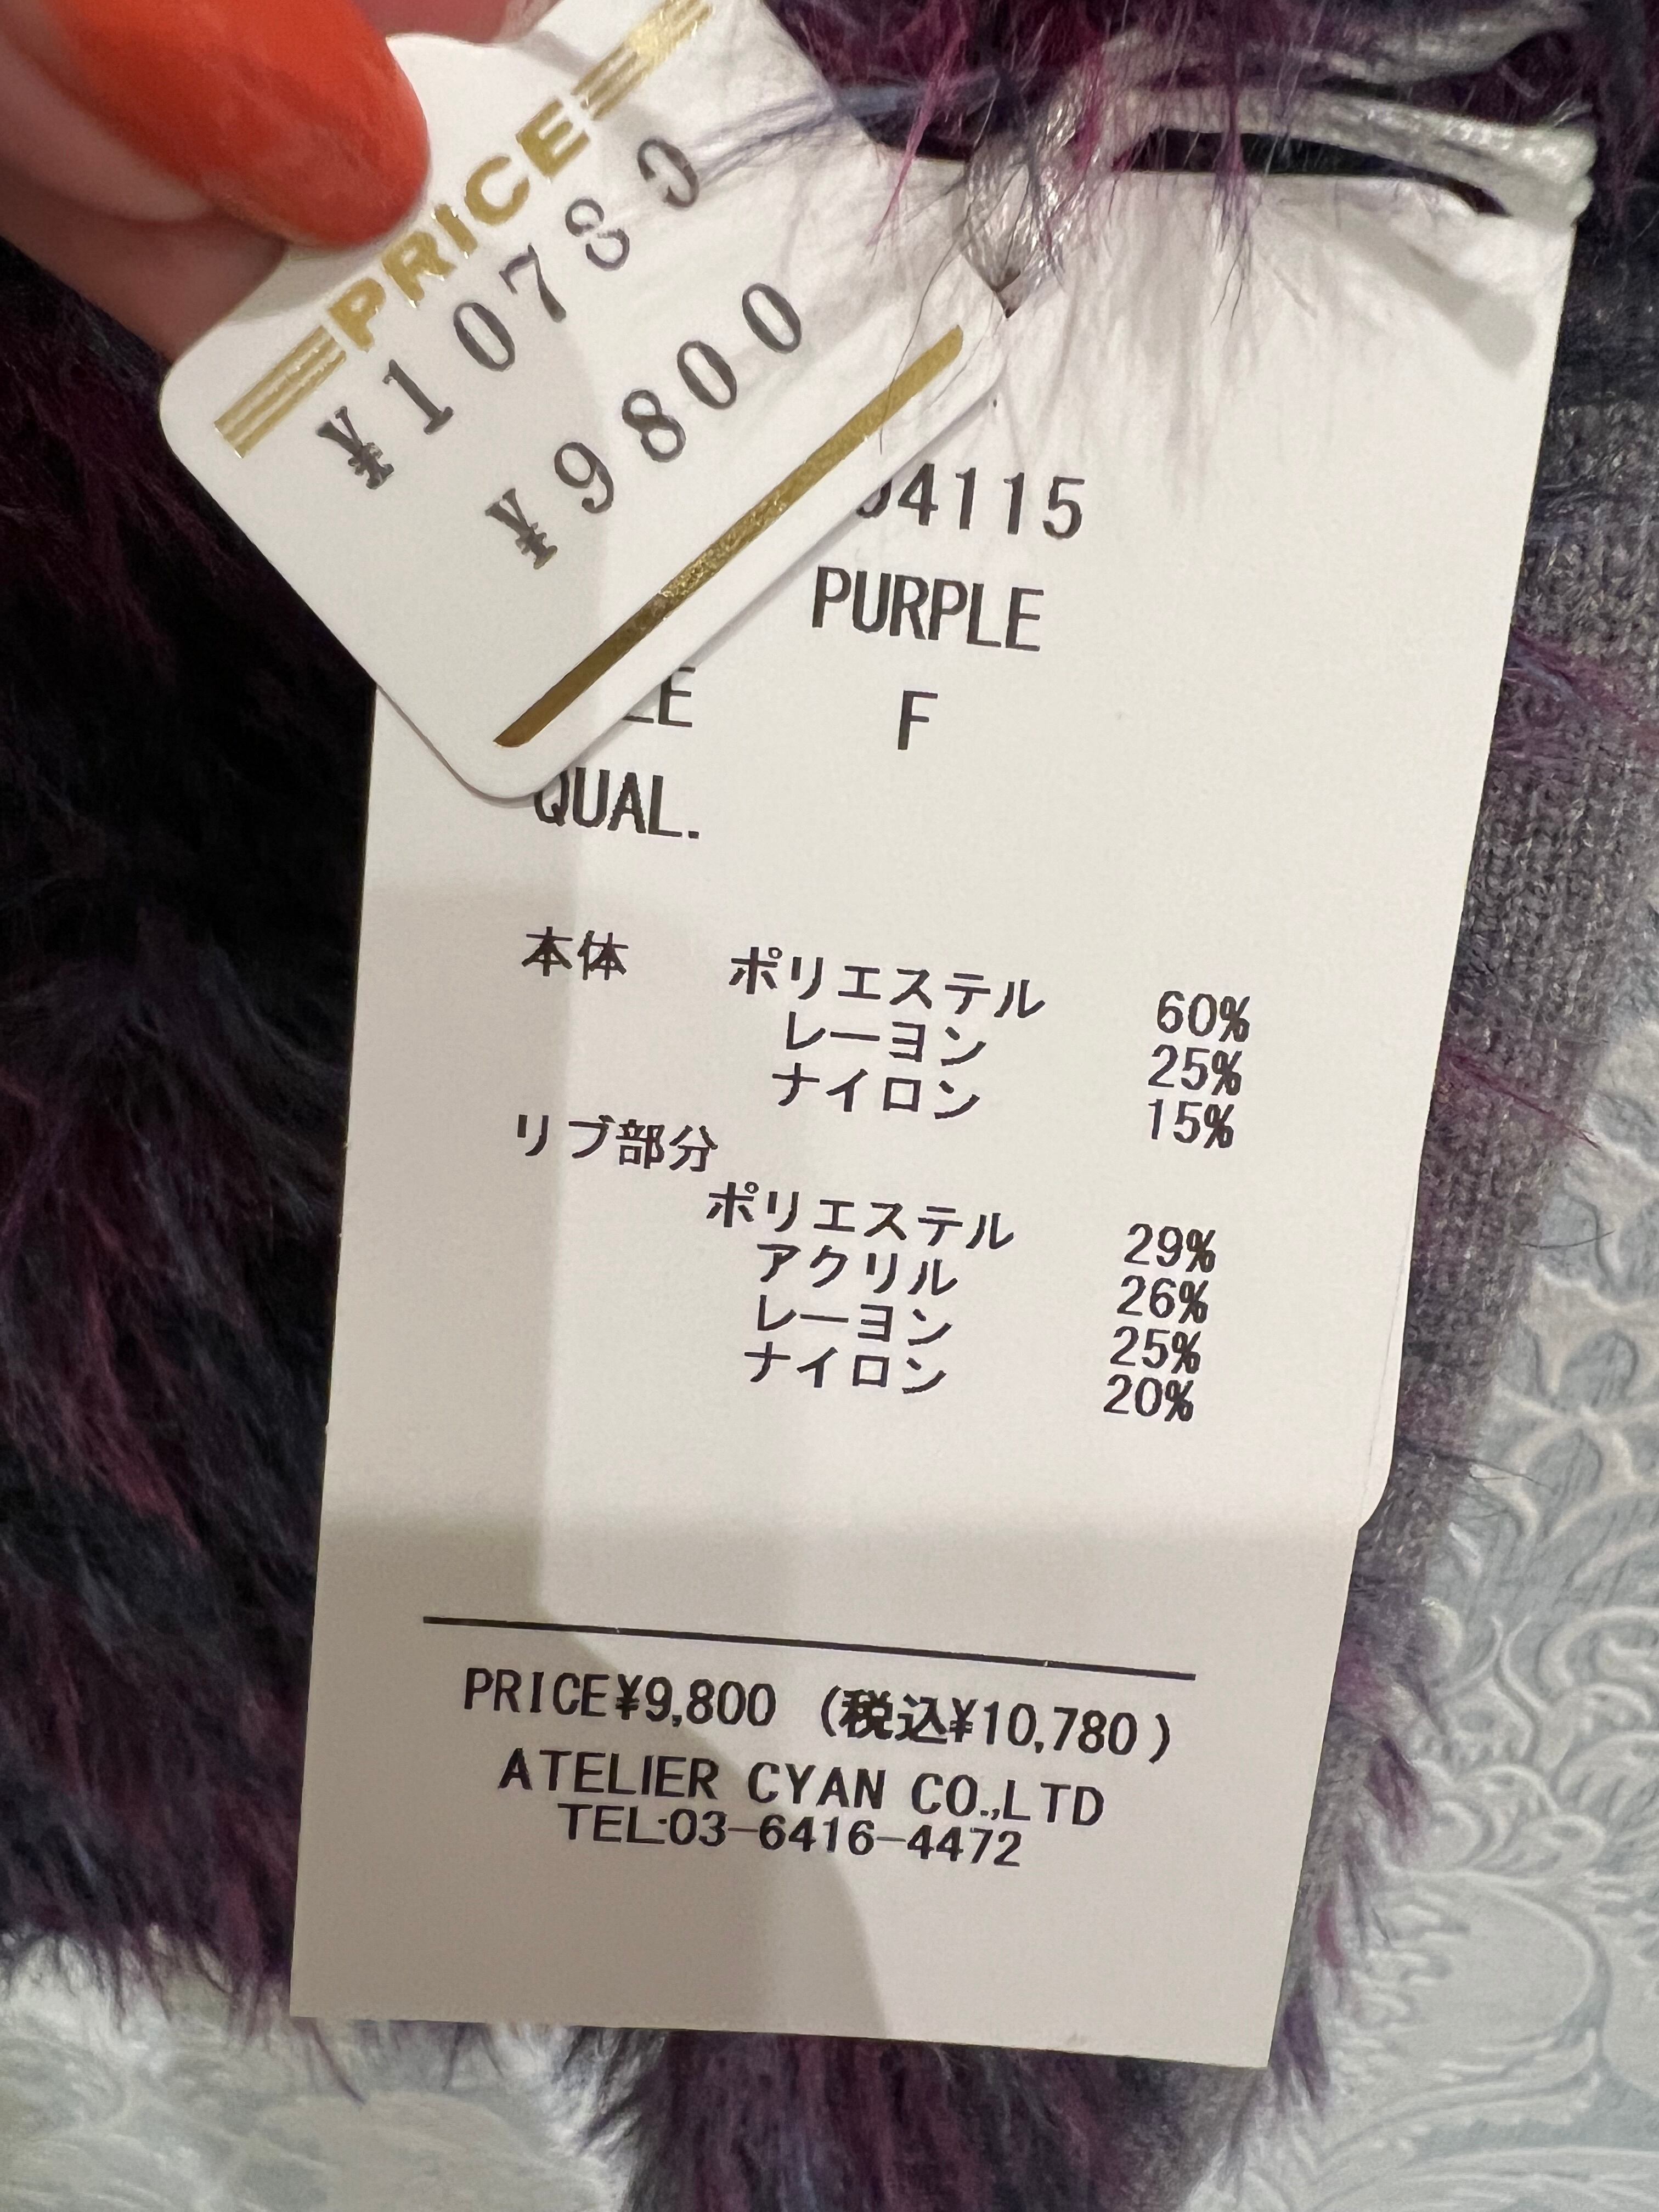 PRICE
¥10780
¥9800
4115
PURPLE
F
QUAL.
本体 ポリエステル 60%
レーヨン 25%
ナイロン 15%
リブ部分
ポリエステル 29%
アクリル 26%
レーヨン 25%
ナイロン 20%
PRICE¥9,800 (税込¥10,780)
ATELIER CYAN CO.,LTD
TEL:03-6416-4472